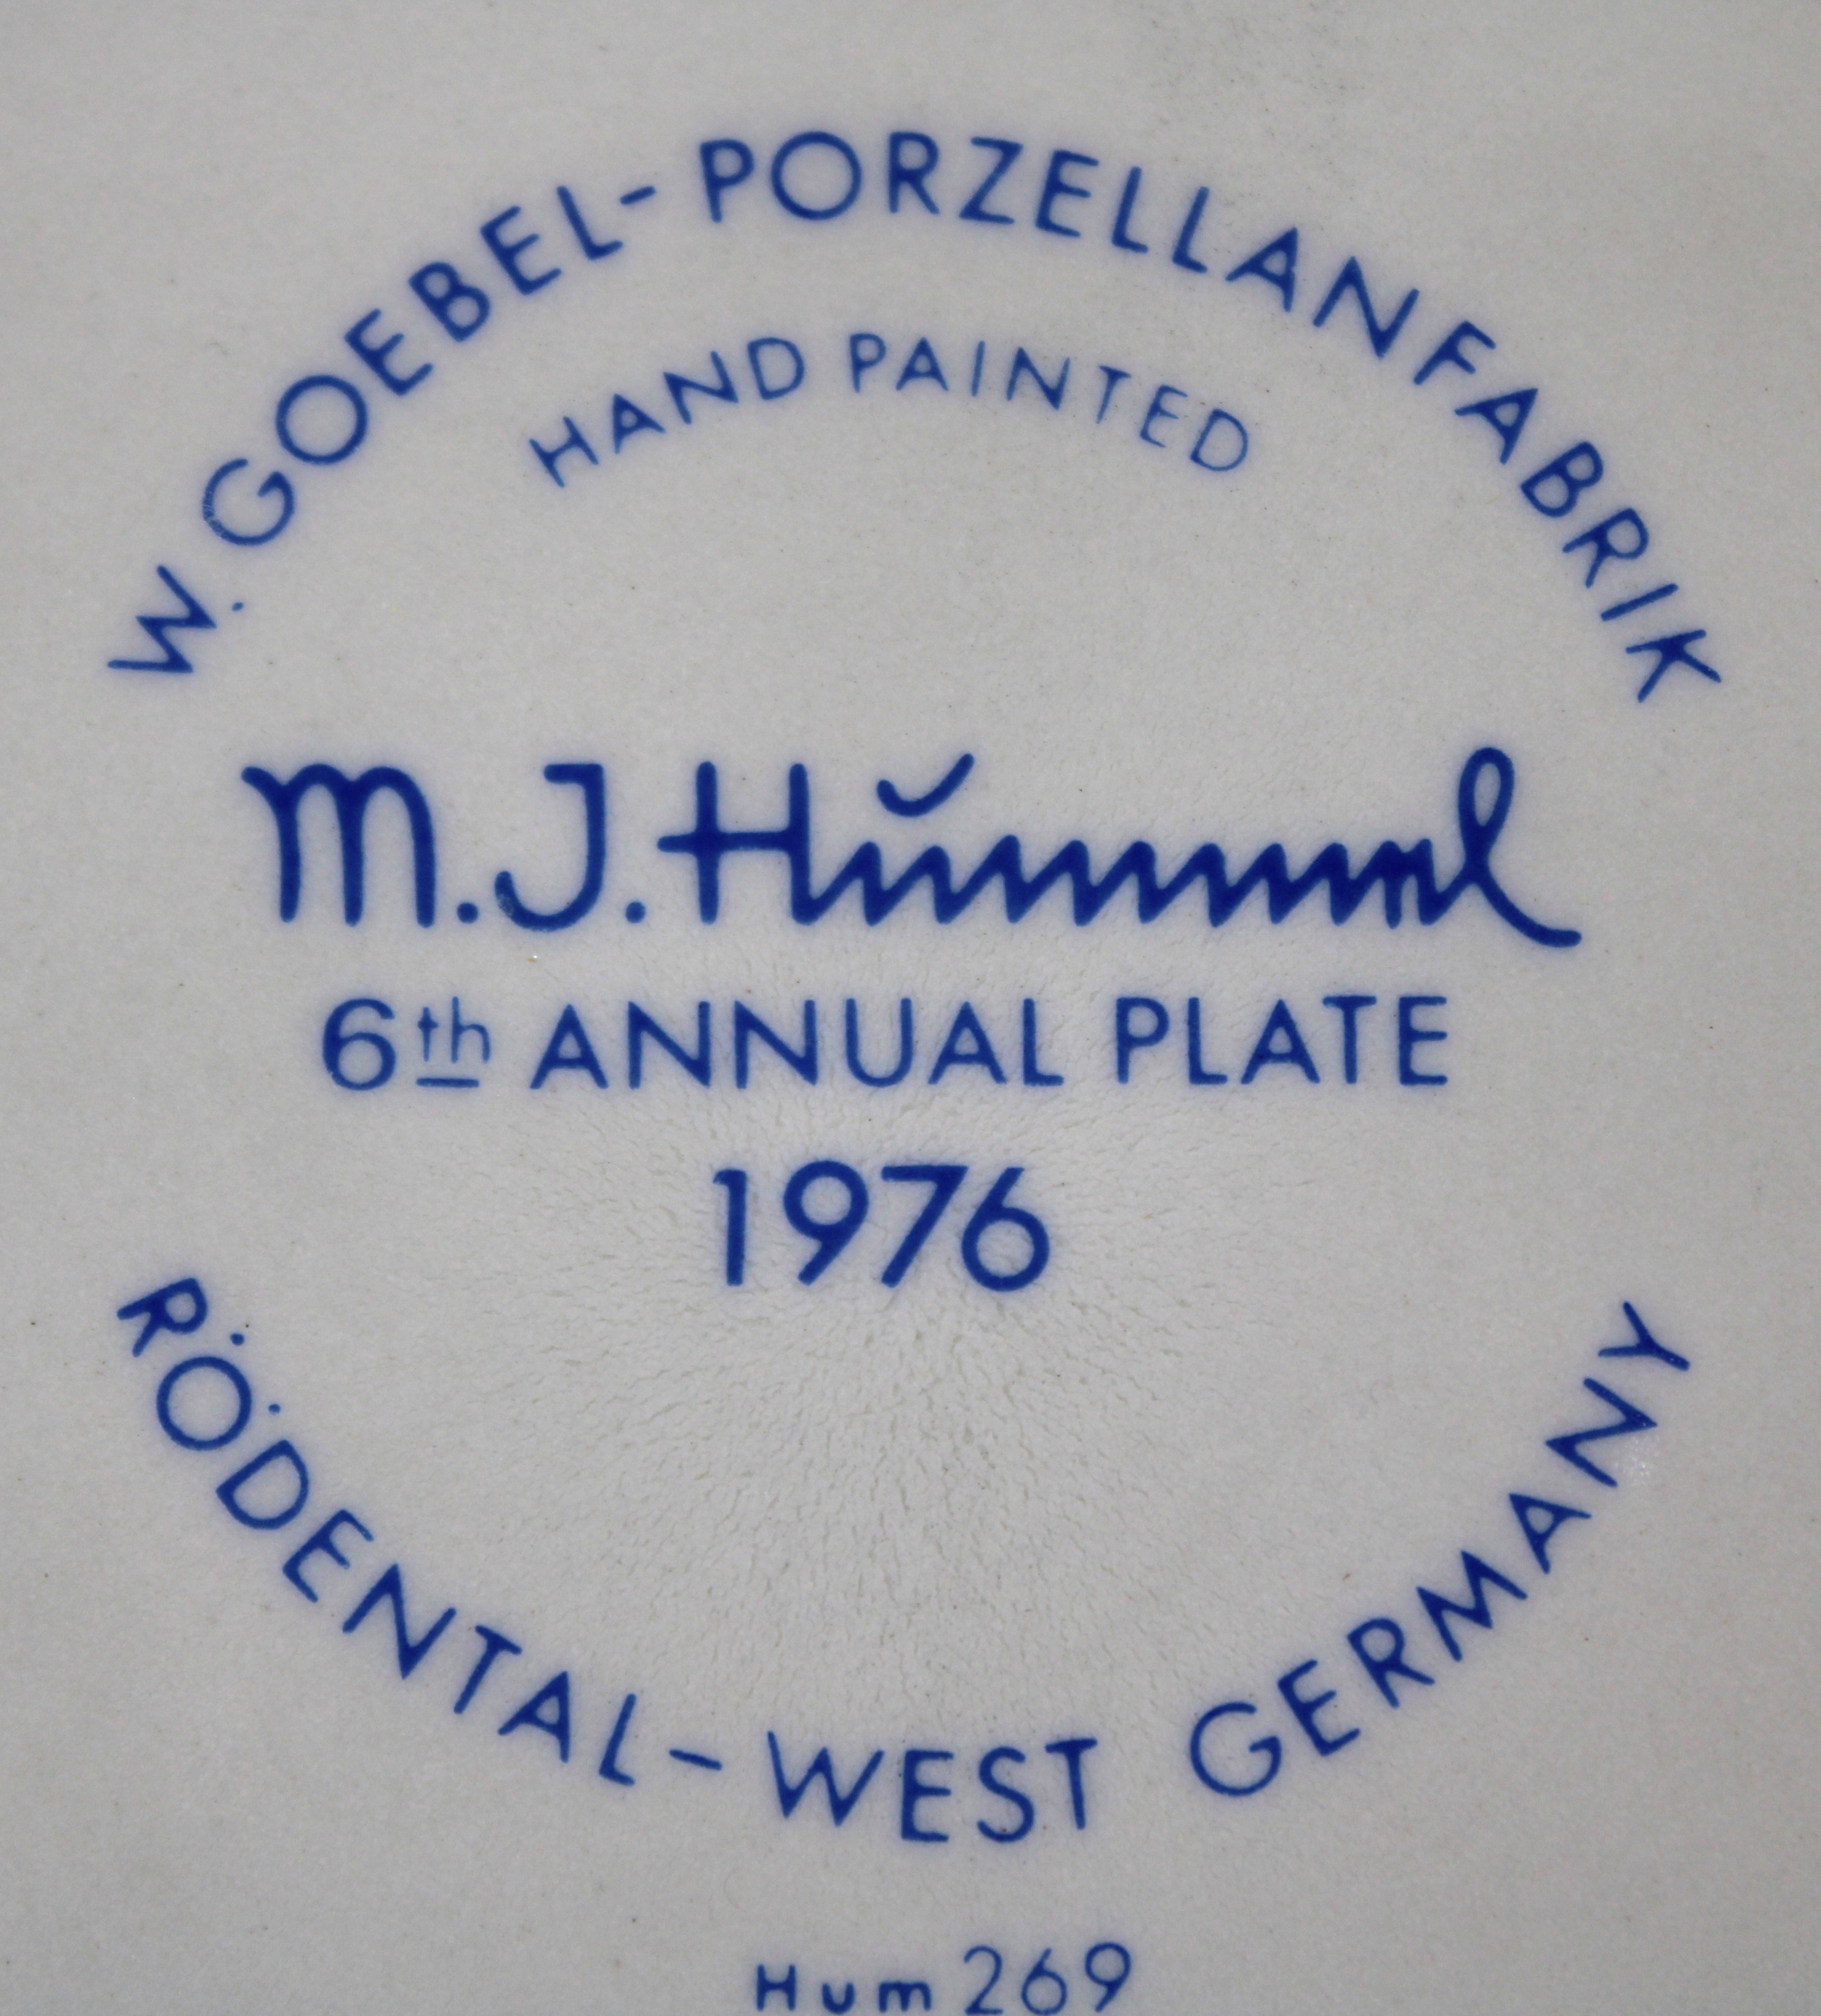 W. GOEBEL-PORZELLANFABRIK
HAND PAINTED
M.J. Hummel
6th ANNUAL PLATE
1976
RÖDENTAL-WEST GERMANY
Hum 269